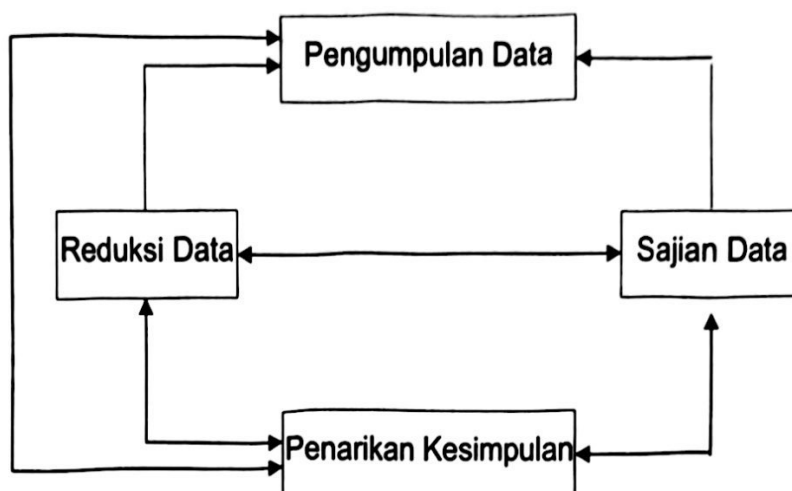 Pengumpulan Data
Reduksi Data
Sajian Data
Penarikan Kesimpulan